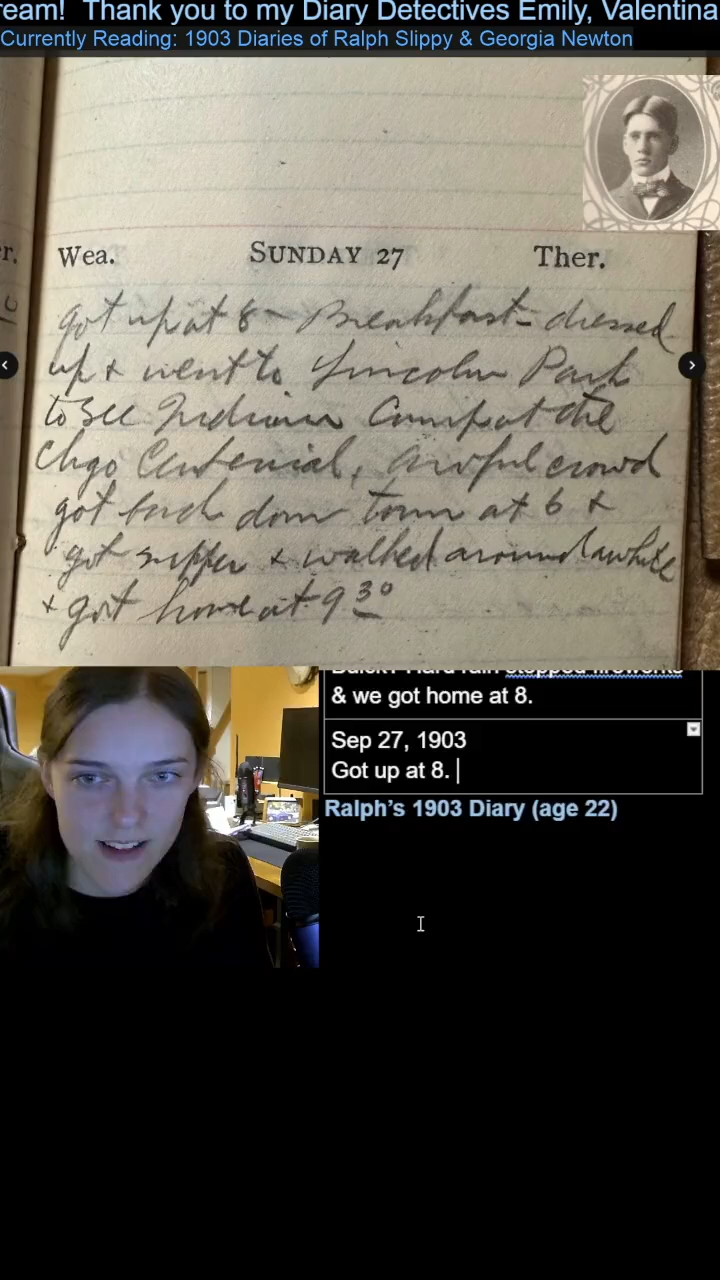 ream! Thank you to my Diary Detectives Emily, Valentina
Currently Reading: 1903 Diaries of Ralph Slippy & Georgia Newton
Wea. SUNDAY 27 Ther.
got up at 8 - Breakfast - dressed
up & went to Lincoln Park
to see Indian Camp at the
Chgo Centenial, awful crowd
got back down town at 6 &
got supper & walked around awhile
& got home at 9 30
& we got home at 8.
Sep 27, 1903
Got up at 8.
Ralph's 1903 Diary (age 22)